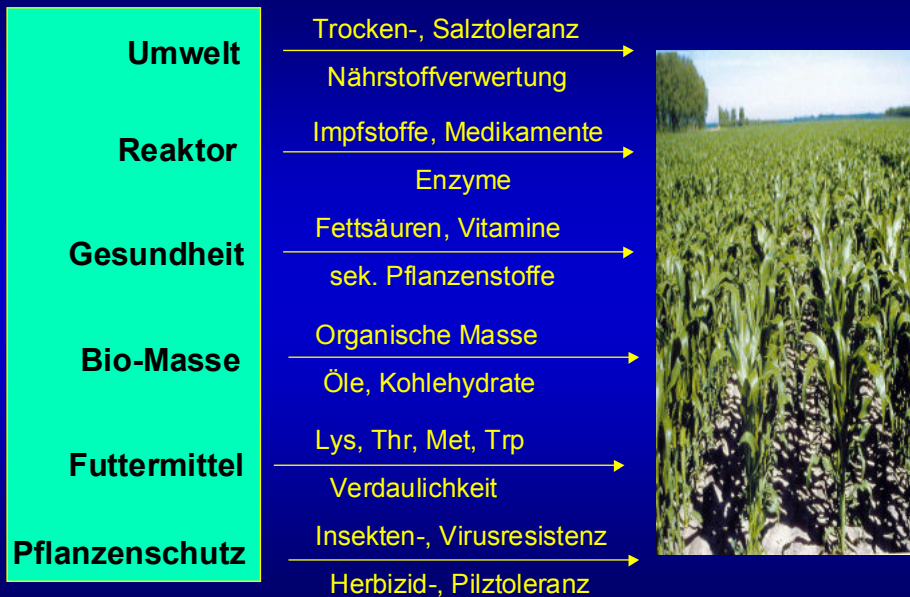 Umwelt
Trocken-, Salztoleranz
Nährstoffverwertung
Reaktor
Impfstoffe, Medikamente
Enzyme
Gesundheit
Fettsäuren, Vitamine
sek. Pflanzenstoffe
Bio-Masse
Organische Masse
Öle, Kohlehydrate
Futtermittel
Lys, Thr, Met, Trp
Verdaulichkeit
Pflanzenschutz
Insekten-, Virusresistenz
Herbizid-, Pilztoleranz